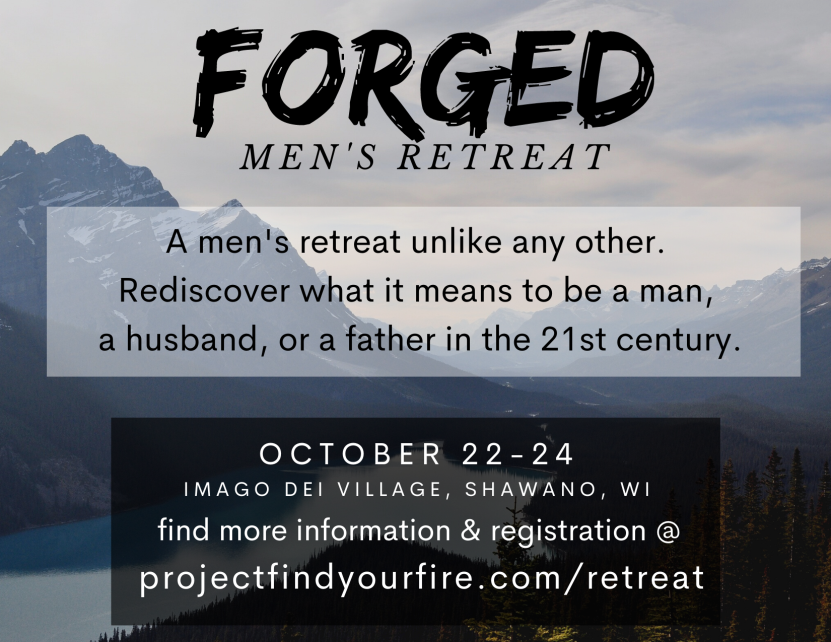 FORGED
MEN'S RETREAT
A men's retreat unlike any other.
Rediscover what it means to be a man,
a husband, or a father in the 21st century.
OCTOBER 22-24
IMAGO DEI VILLAGE, SHAWANO, WI
find more information & registration @
projectfindyourfire.com/retreat